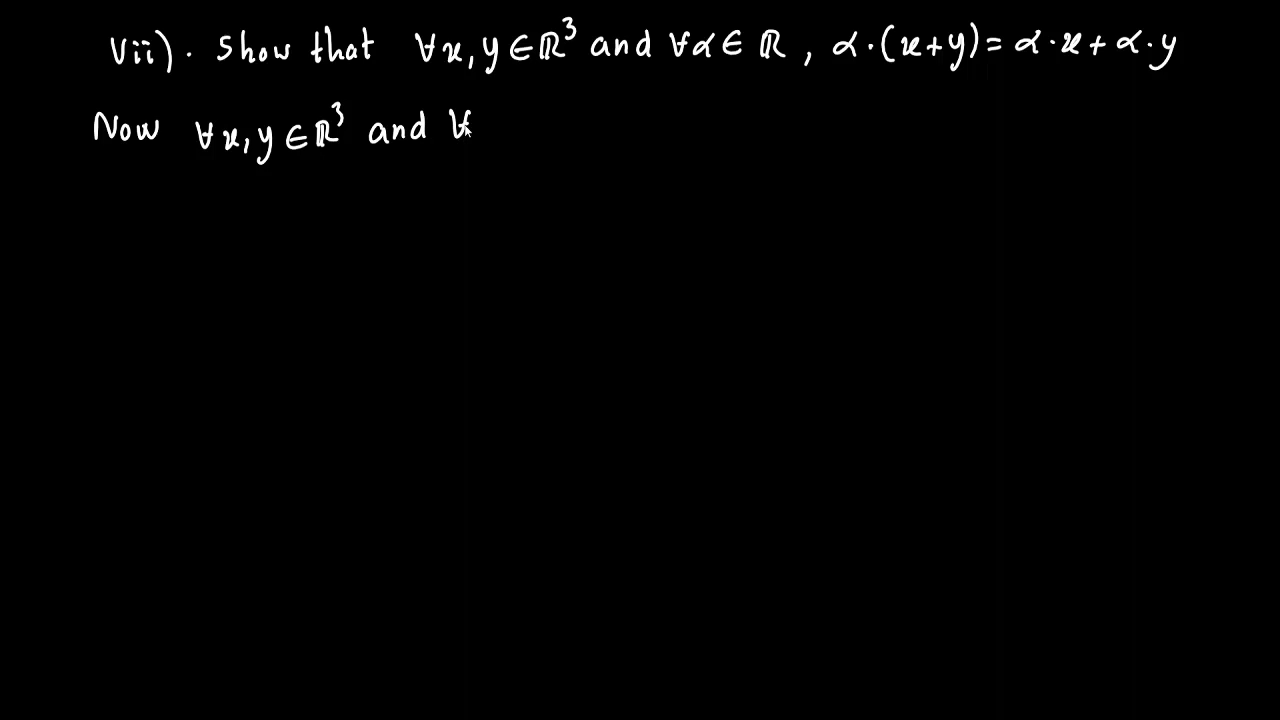 Vii). Show that ∀x, y ∈ ℝ³ and ∀α ∈ ℝ, α·(x+y) = α·x + α·y
Now ∀x, y ∈ ℝ³ and ∀